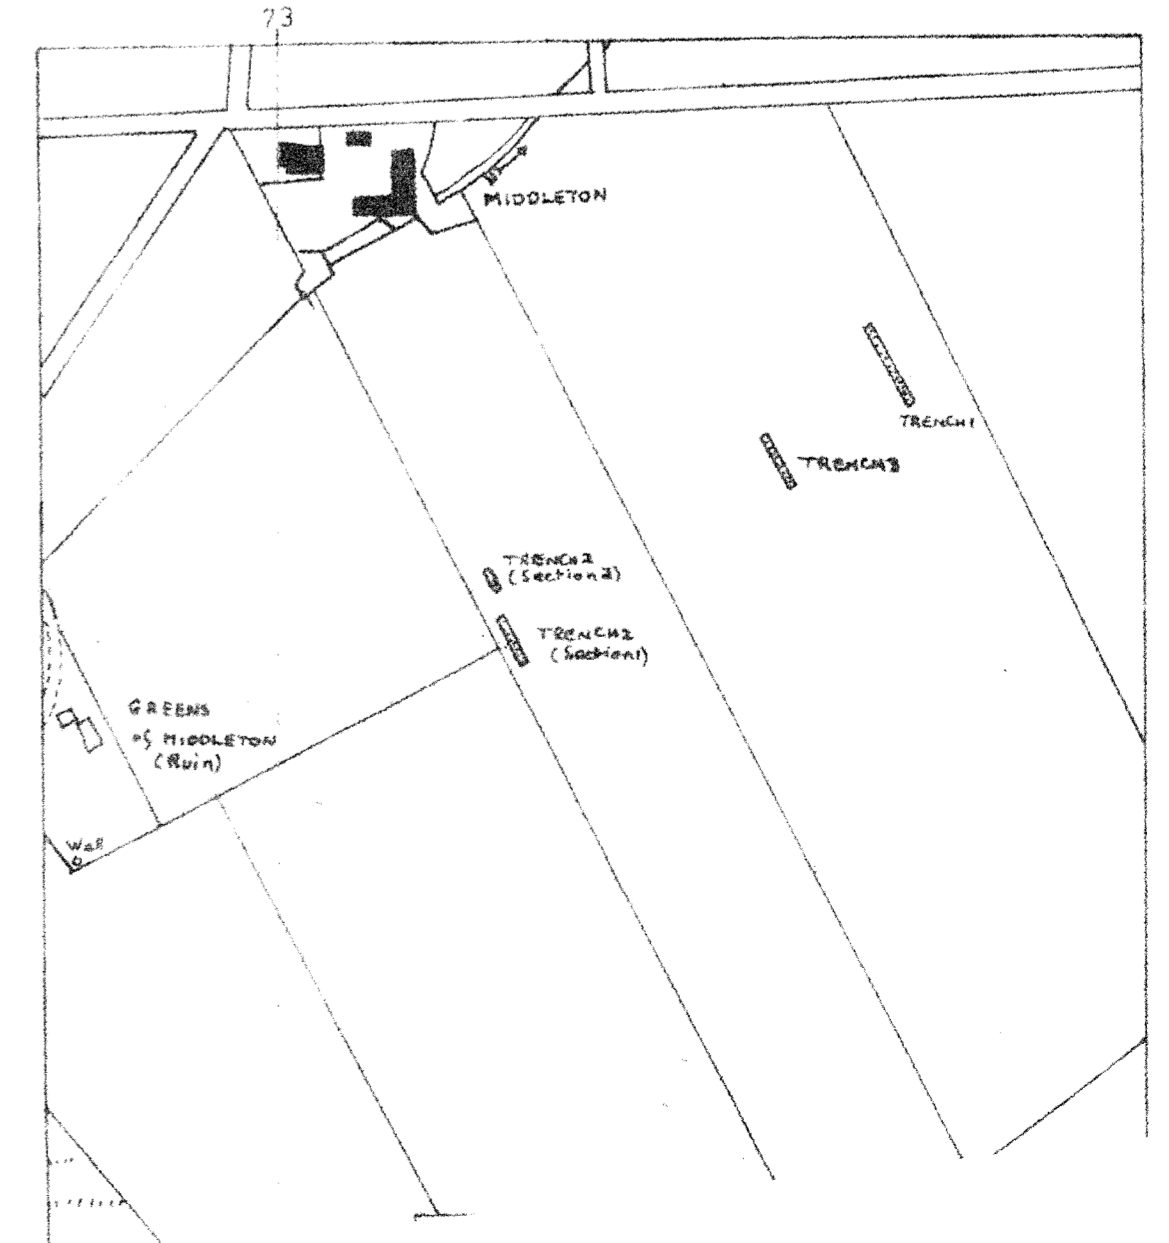 73
MIDDLETON
TRENCH1
TRENCH3
TRENCH2
(Section2)
TRENCH2
(Section1)
GREENS
of MIDDLETON
(Ruin)
Well